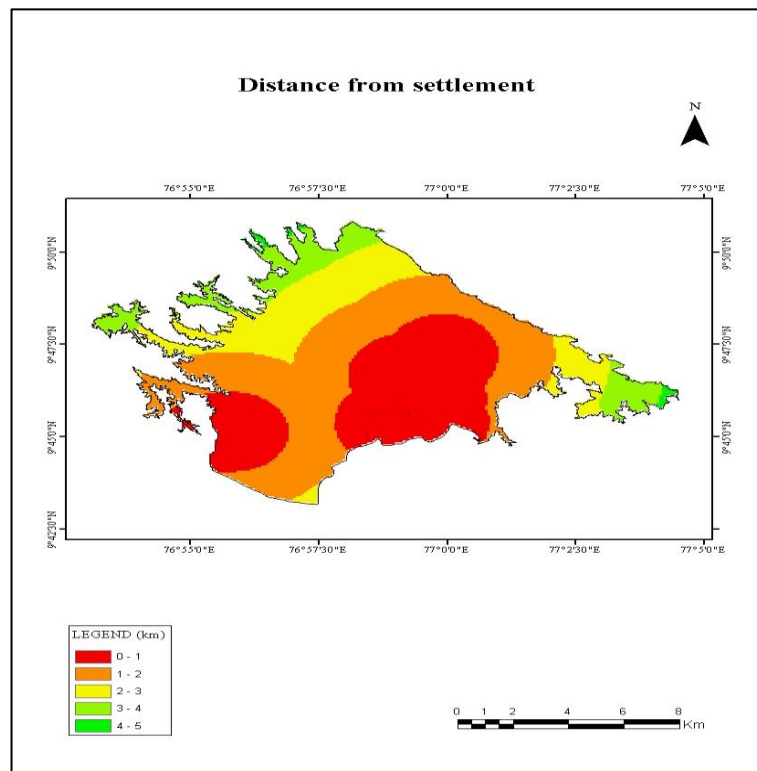 Distance from settlement
N
76°55'0"E 76°57'30"E 77°0'0"E 77°2'30"E 77°5'0"E
9°50'0"N 9°50'0"N
9°47'30"N 9°47'30"N
9°45'0"N 9°45'0"N
9°42'30"N 9°42'30"N
76°55'0"E 76°57'30"E 77°0'0"E 77°2'30"E 77°5'0"E
LEGEND (km)
0 - 1
1 - 2
2 - 3
3 - 4
4 - 5
0 1 2 4 6 8
Km